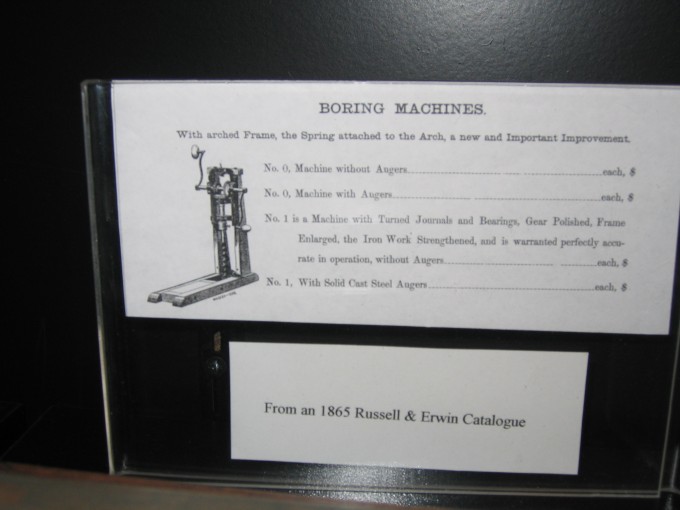 BORING MACHINES.
With arched Frame, the Spring attached to the Arch, a new and Important Improvement.
No. 0, Machine without Augers................each, $
No. 0, Machine with Augers................each, $
No. 1 is a Machine with Turned Journals and Bearings, Gear Polished, Frame
Enlarged, the Iron Work Strengthened, and is warranted perfectly accu-
rate in operation, without Augers................each, $
No. 1, With Solid Cast Steel Augers................each, $
From an 1865 Russell & Erwin Catalogue